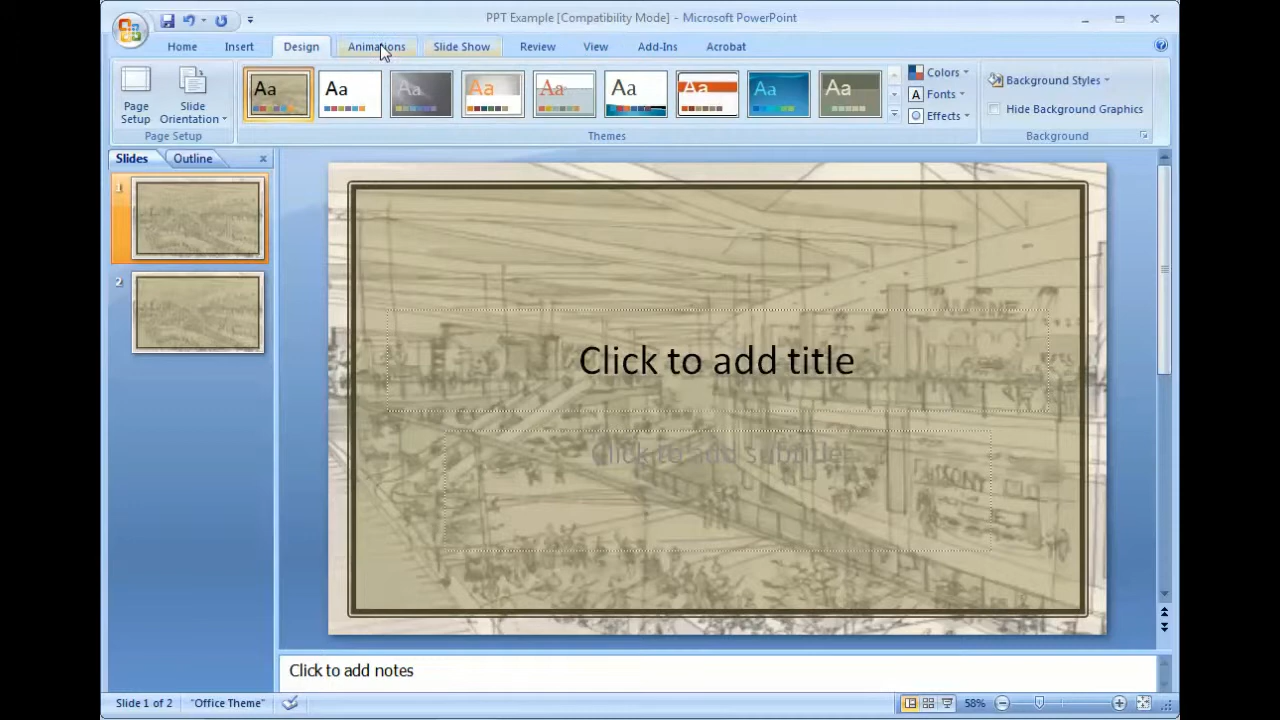 PPT Example [Compatibility Mode] - Microsoft PowerPoint
Home Insert Design Animations Slide Show Review View Add-Ins Acrobat
Page Setup
Slide Orientation
Page Setup
Aa Aa Aa Aa Aa Aa Aa Aa Aa
Themes
Colors
Fonts
Effects
Background Styles
Hide Background Graphics
Background
Slides Outline
1
2
Click to add title
Click to add subtitle
Click to add notes
Slide 1 of 2 "Office Theme" 58%